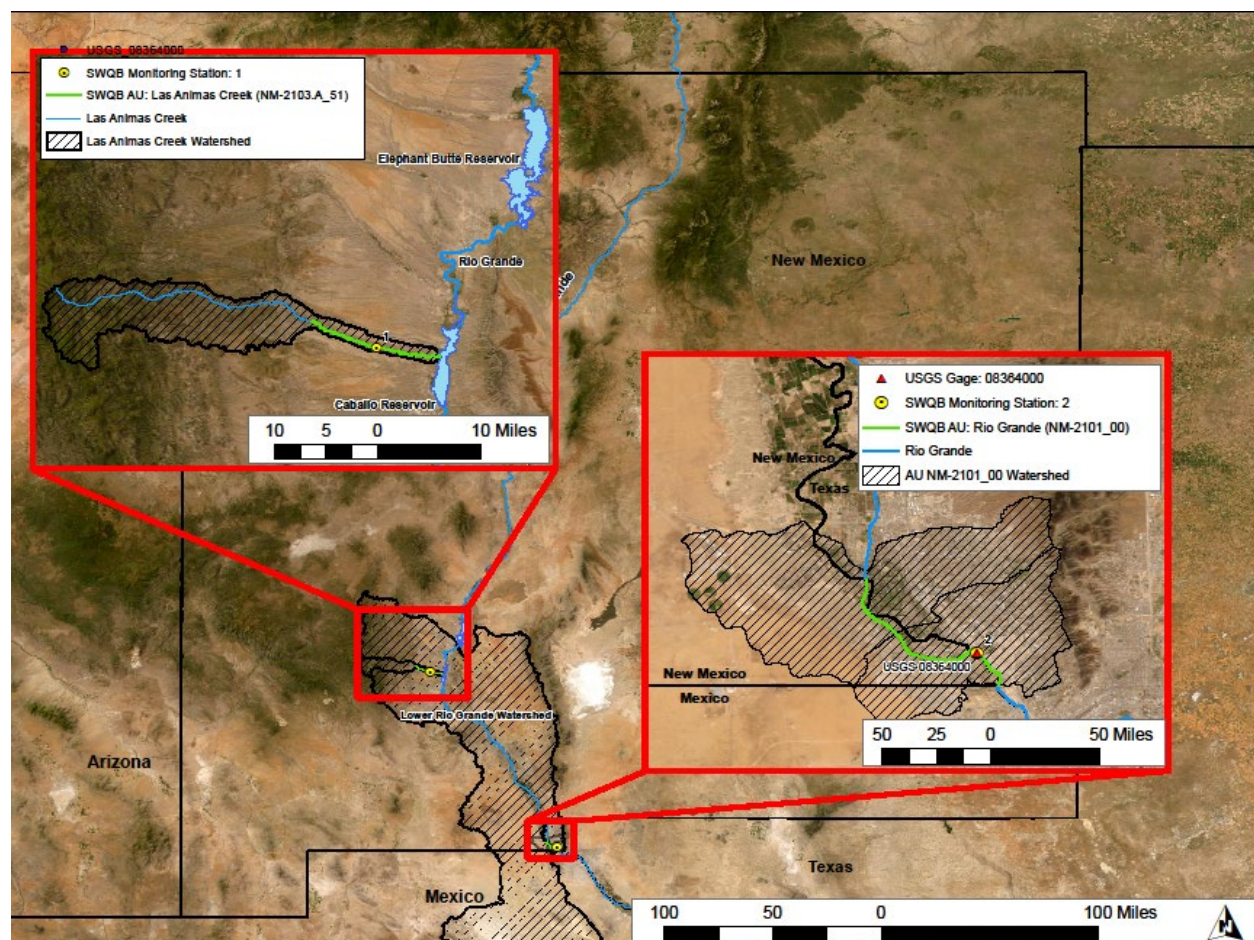 USGS_08364000
SWQB Monitoring Station: 1
SWQB AU: Las Animas Creek (NM-2103.A_51)
Las Animas Creek
Las Animas Creek Watershed
Elephant Butte Reservoir
Rio Grande
1
Caballo Reservoir
10 5 0 10 Miles
New Mexico
USGS Gage: 08364000
SWQB Monitoring Station: 2
SWQB AU: Rio Grande (NM-2101_00)
Rio Grande
AU NM-2101_00 Watershed
New Mexico
Texas
2
USGS 08364000
New Mexico
Mexico
50 25 0 50 Miles
Lower Rio Grande Watershed
Arizona
Texas
Mexico
100 50 0 100 Miles
N